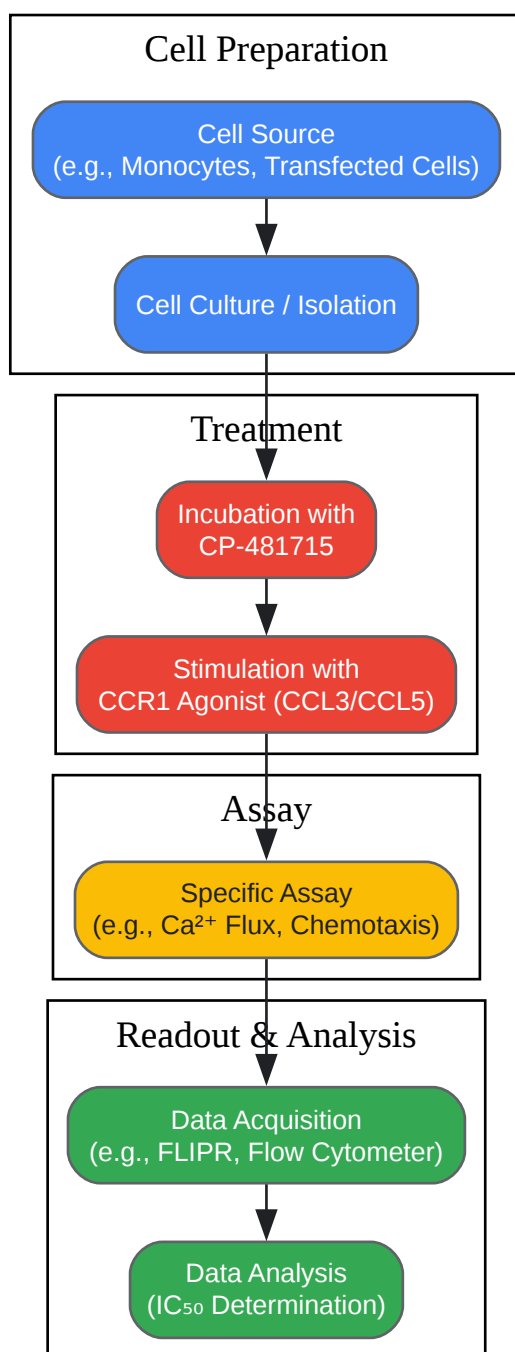 Cell Preparation
Cell Source
(e.g., Monocytes, Transfected Cells)
Cell Culture / Isolation
Treatment
Incubation with
CP-481715
Stimulation with
CCR1 Agonist (CCL3/CCL5)
Assay
Specific Assay
(e.g., Ca²⁺ Flux, Chemotaxis)
Readout & Analysis
Data Acquisition
(e.g., FLIPR, Flow Cytometer)
Data Analysis
(IC₅₀ Determination)